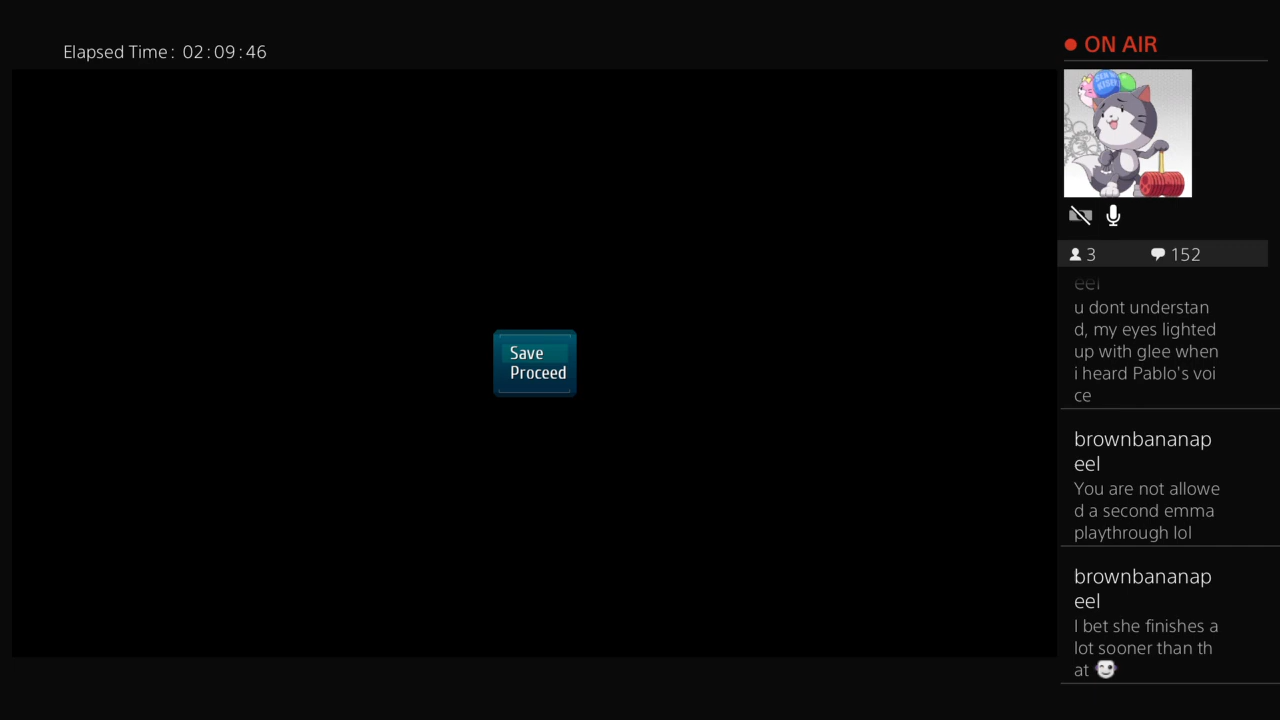 Elapsed Time: 02:09:46
ON AIR
3 152
eel
u dont understan
d, my eyes lighted
up with glee when
i heard Pablo's voi
ce
Save
Proceed
brownbananap
eel
You are not allowe
d a second emma
playthrough lol
brownbananap
eel
I bet she finishes a
lot sooner than th
at